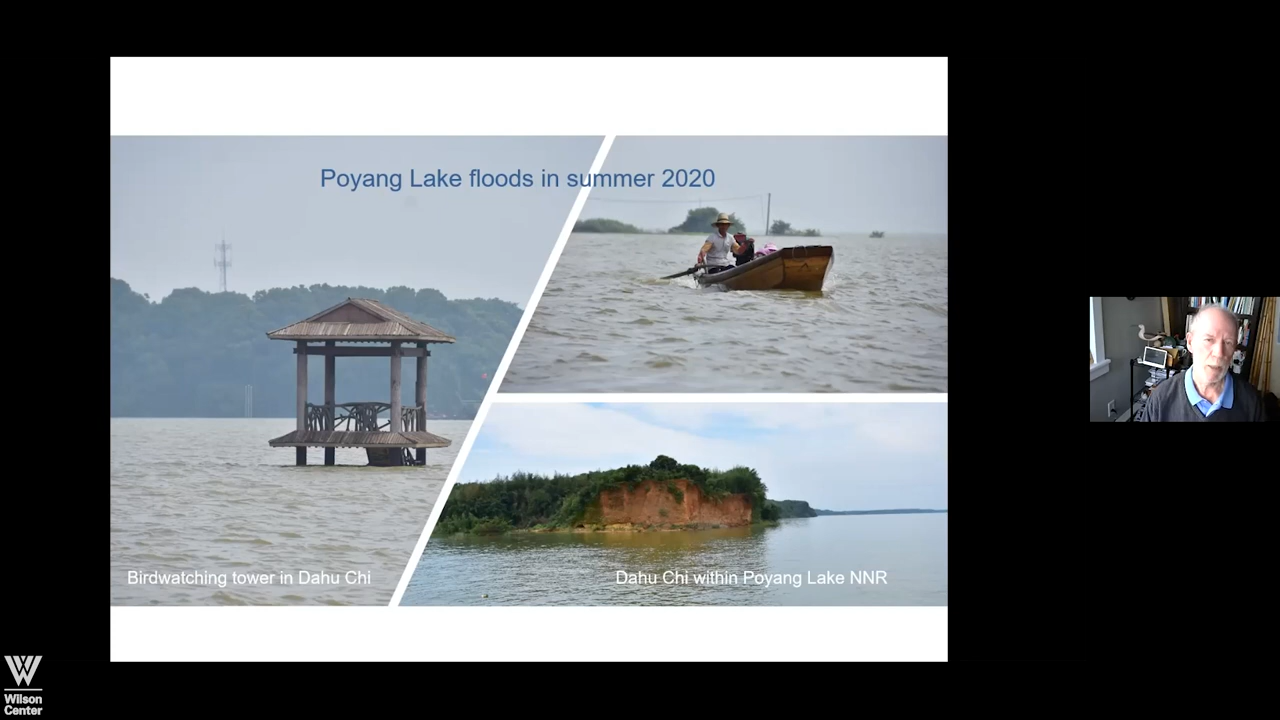 Poyang Lake floods in summer 2020
Birdwatching tower in Dahu Chi
Dahu Chi within Poyang Lake NNR
Wilson
Center